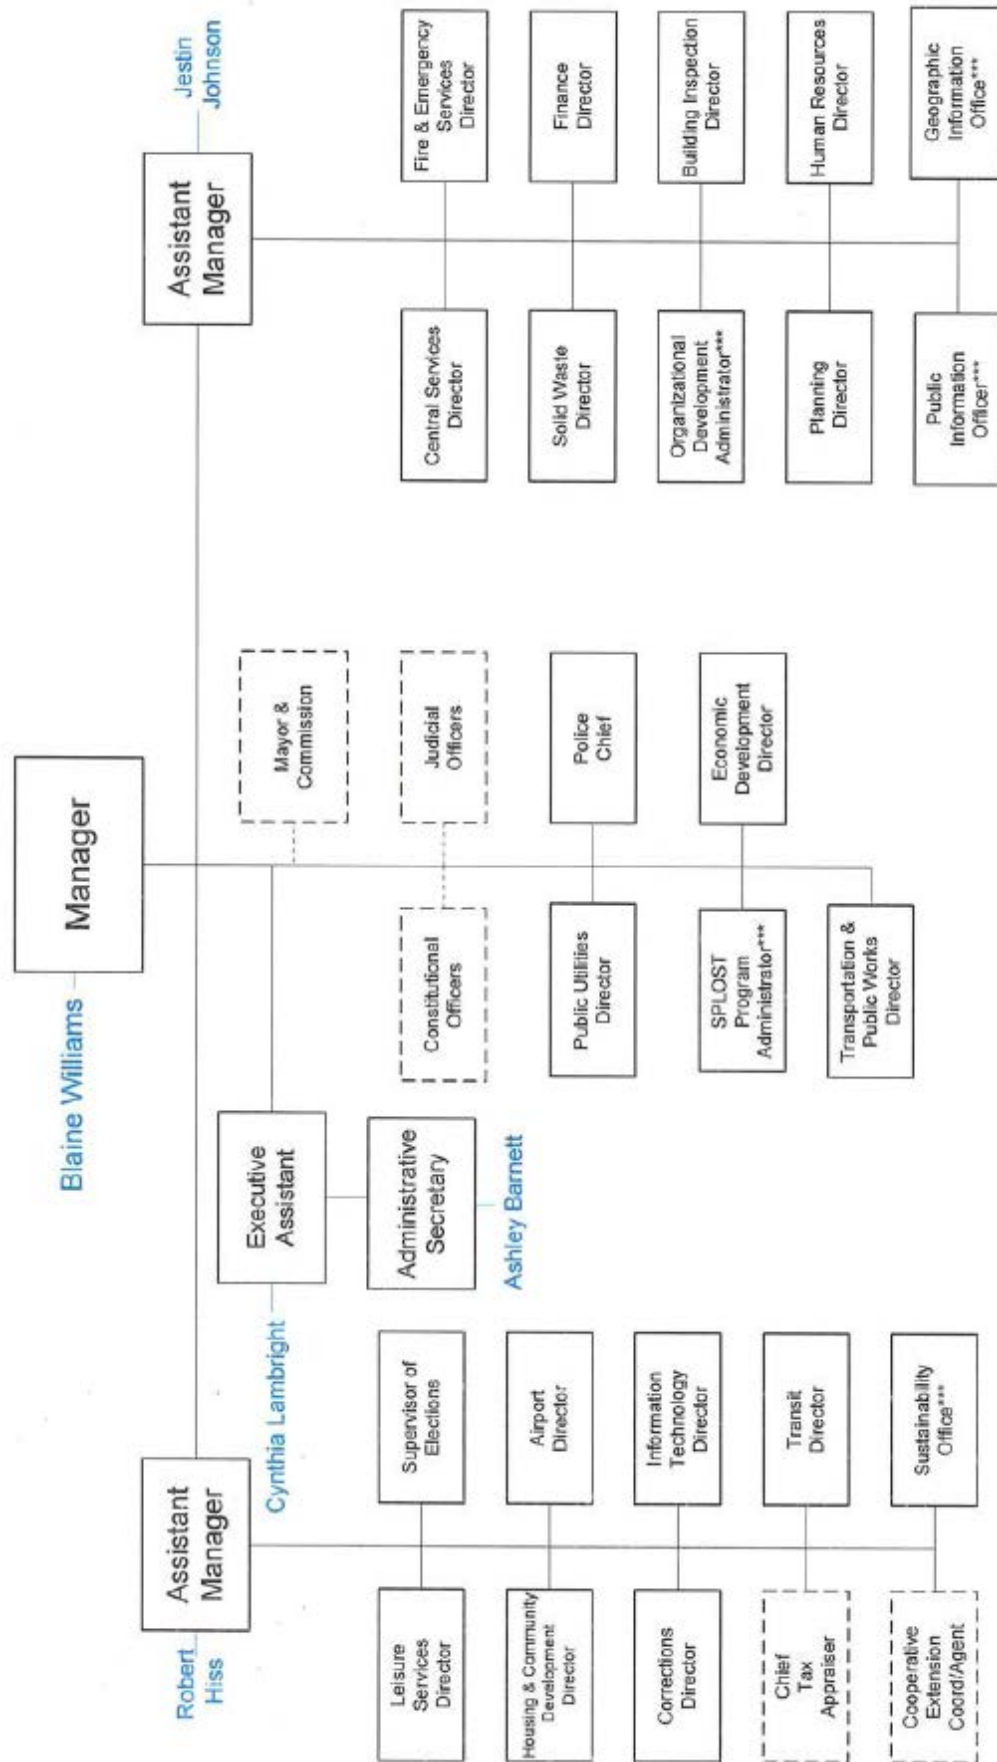 Blaine Williams
Manager
Robert
Hiss
Assistant
Manager
Jestin
Johnson
Assistant
Manager
Mayor &
Commission
Cynthia Lambright
Executive
Assistant
Administrative
Secretary
Ashley Barnett
Constitutional
Officers
Judicial
Officers
Public Utilities
Director
Police
Chief
SPLOST
Program
Administrator***
Economic
Development
Director
Transportation &
Public Works
Director
Leisure
Services
Director
Supervisor of
Elections
Housing & Community
Development
Director
Airport
Director
Corrections
Director
Information
Technology
Director
Chief
Tax
Appraiser
Transit
Director
Cooperative
Extension
Coord/Agent
Sustainability
Office***
Central Services
Director
Fire & Emergency
Services
Director
Solid Waste
Director
Finance
Director
Organizational
Development
Administrator***
Building Inspection
Director
Planning
Director
Human Resources
Director
Public
Information
Officer***
Geographic
Information
Office***